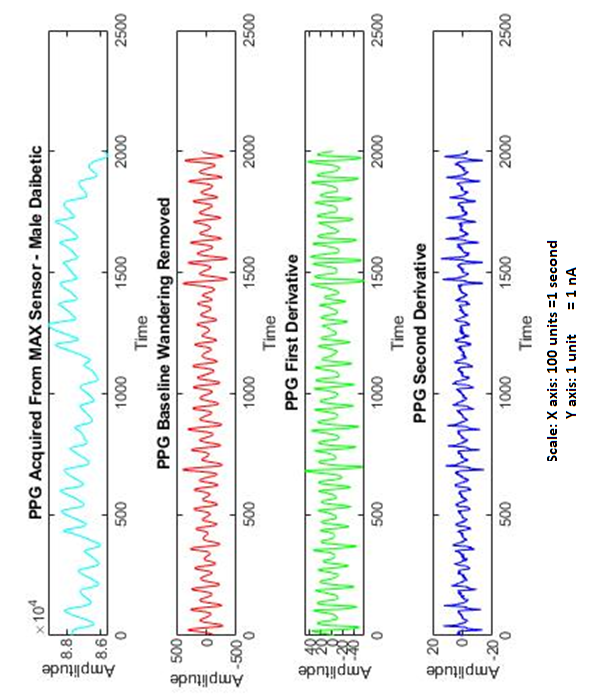 PPG Acquired From MAX Sensor - Male Daibetic
×10⁴
8.8
8.6
Amplitude
0 500 1000 1500 2000 2500
Time
PPG Baseline Wandering Removed
500
0
-500
Amplitude
0 500 1000 1500 2000 2500
Time
PPG First Derivative
40
20
0
-20
-40
Amplitude
0 500 1000 1500 2000 2500
Time
PPG Second Derivative
20
0
-20
Amplitude
0 500 1000 1500 2000 2500
Time
Scale: X axis: 100 units =1 second
Y axis: 1 unit = 1 nA